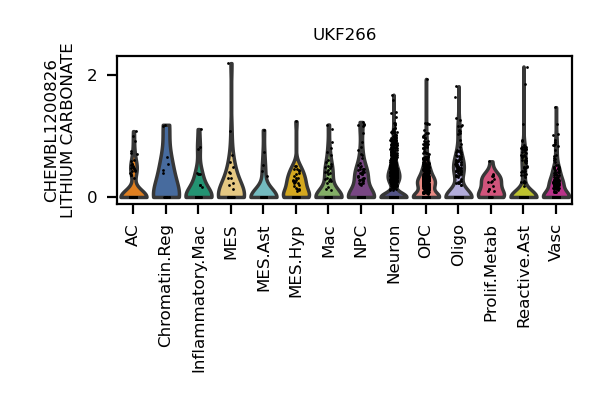 UKF266
CHEMBL1200826
LITHIUM CARBONATE
2
0
AC
Chromatin.Reg
Inflammatory.Mac
MES
MES.Ast
MES.Hyp
Mac
NPC
Neuron
OPC
Oligo
Prolif.Metab
Reactive.Ast
Vasc